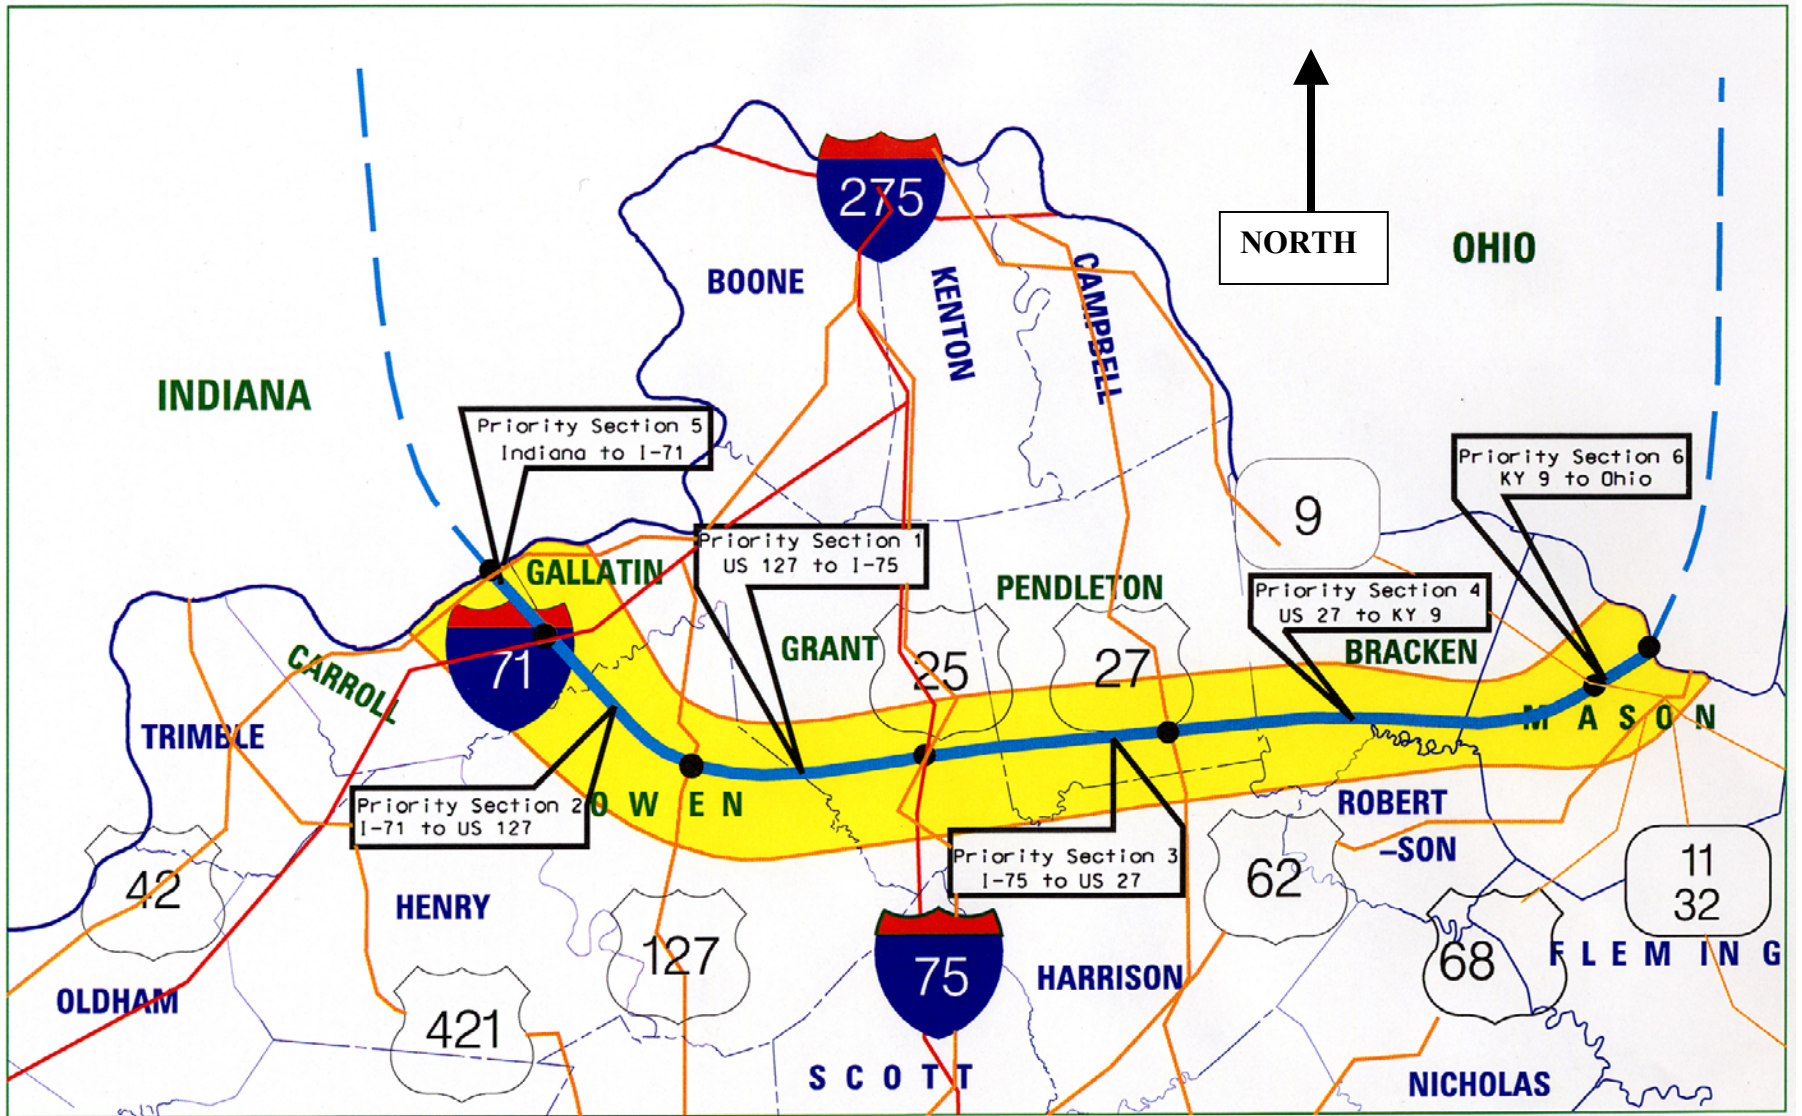 275
NORTH
OHIO
BOONE
KENTON
CAMPBELL
INDIANA
Priority Section 5
Indiana to I-71
Priority Section 6
KY 9 to Ohio
9
Priority Section 1
US 127 to I-75
GALLATIN
PENDLETON
Priority Section 4
US 27 to KY 9
GRANT
BRACKEN
71
25
27
CARROLL
TRIMBLE
MASON
Priority Section 2
I-71 to US 127
OWEN
ROBERT
-SON
Priority Section 3
I-75 to US 27
42
HENRY
62
11
32
127
75
HARRISON
68
FLEMING
OLDHAM
421
SCOTT
NICHOLAS